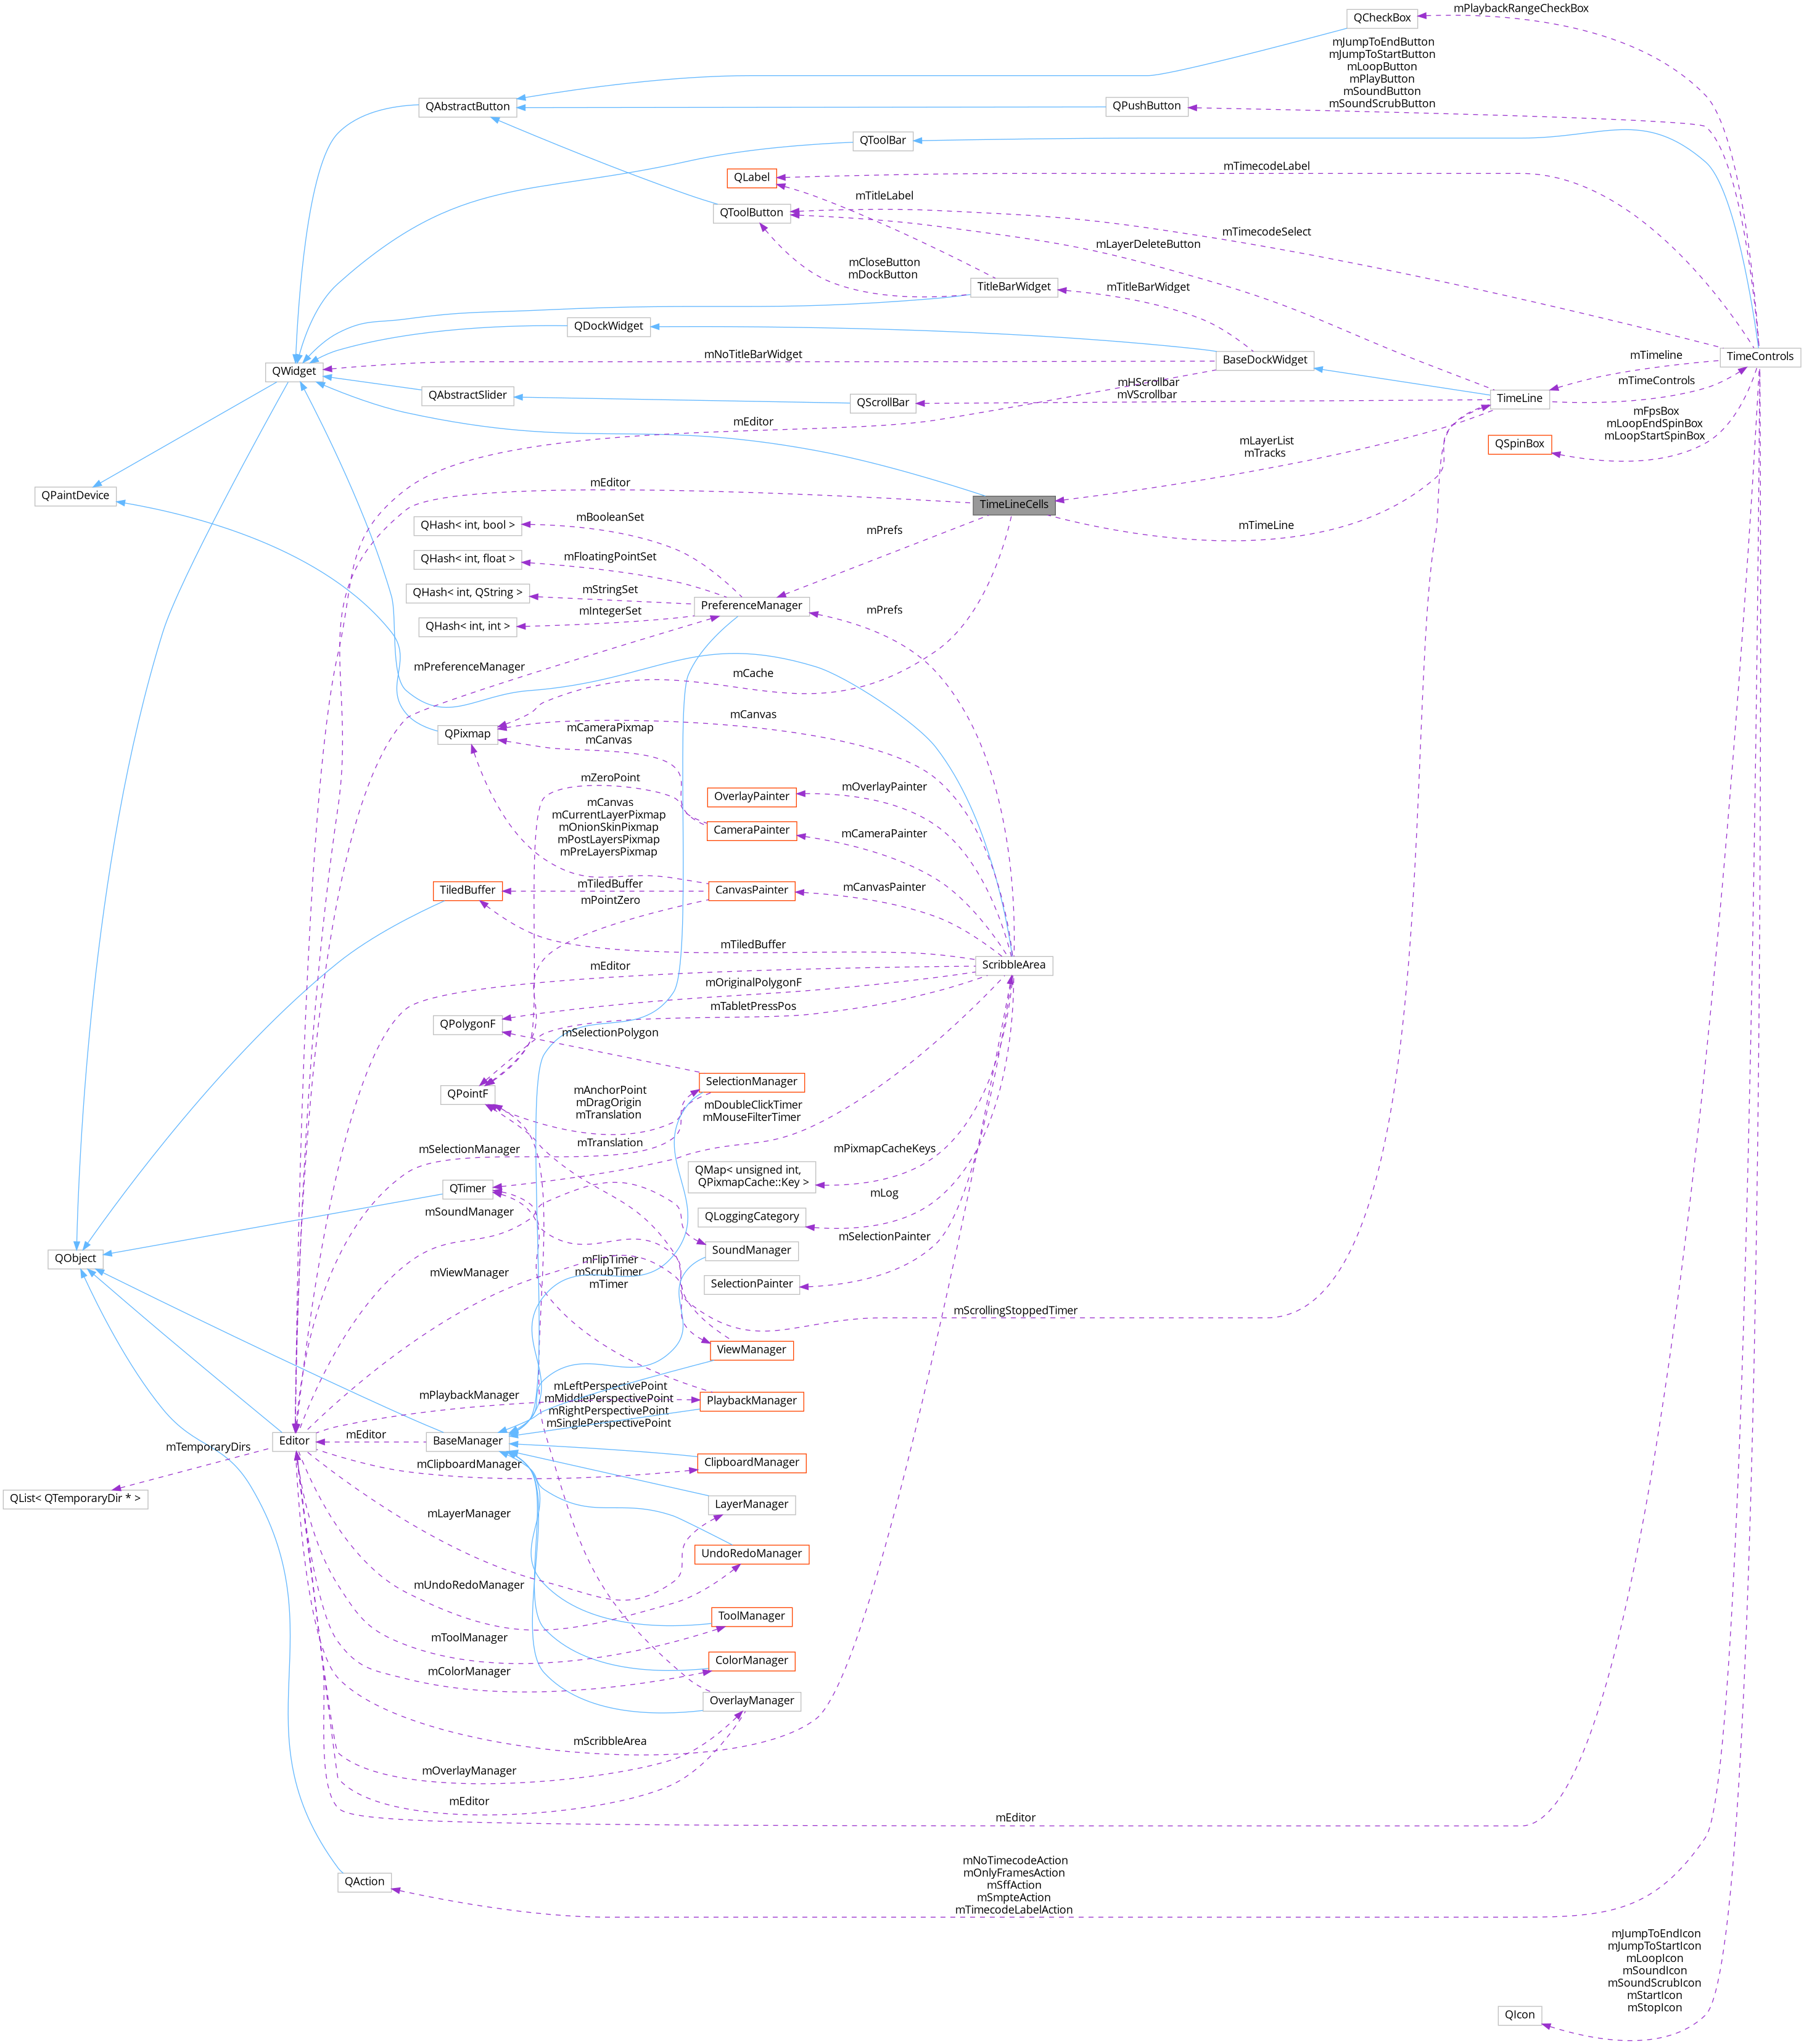 QCheckBox
mPlaybackRangeCheckBox
mJumpToEndButton
mJumpToStartButton
mLoopButton
mPlayButton
mSoundButton
mSoundScrubButton
QAbstractButton
QPushButton
QToolBar
mTimecodeLabel
QLabel
mTitleLabel
QToolButton
mTimecodeSelect
mLayerDeleteButton
mCloseButton
mDockButton
TitleBarWidget
mTitleBarWidget
QDockWidget
mNoTitleBarWidget
BaseDockWidget
TimeControls
mTimeline
QWidget
mTimeControls
mHScrollbar
mVScrollbar
QAbstractSlider
QScrollBar
TimeLine
mFpsBox
mLoopEndSpinBox
mLoopStartSpinBox
mEditor
mLayerList
mTracks
QSpinBox
mEditor
QPaintDevice
TimeLineCells
QHash< int, bool >
mBooleanSet
mPrefs
mTimeLine
QHash< int, float >
mFloatingPointSet
QHash< int, QString >
mStringSet
PreferenceManager
mPrefs
QHash< int, int >
mIntegerSet
mPreferenceManager
mCache
mCanvas
QPixmap
mCameraPixmap
mCanvas
mZeroPoint
OverlayPainter
mOverlayPainter
mCanvas
mCurrentLayerPixmap
mOnionSkinPixmap
mPostLayersPixmap
mPreLayersPixmap
CameraPainter
mCameraPainter
TiledBuffer
mTiledBuffer
CanvasPainter
mCanvasPainter
mPointZero
mTiledBuffer
mEditor
ScribbleArea
mOriginalPolygonF
mTabletPressPos
QPolygonF
mSelectionPolygon
SelectionManager
QPointF
mAnchorPoint
mDragOrigin
mTranslation
mDoubleClickTimer
mMouseFilterTimer
mTranslation
mSelectionManager
mPixmapCacheKeys
QMap< unsigned int,
QPixmapCache::Key >
QTimer
mLog
mSoundManager
QLoggingCategory
mSelectionPainter
QObject
SoundManager
mViewManager
mFlipTimer
mScrubTimer
mTimer
SelectionPainter
mScrollingStoppedTimer
ViewManager
mLeftPerspectivePoint
mMiddlePerspectivePoint
mRightPerspectivePoint
mSinglePerspectivePoint
mPlaybackManager
PlaybackManager
Editor
mEditor
BaseManager
mTemporaryDirs
mClipboardManager
ClipboardManager
QList< QTemporaryDir * >
mLayerManager
LayerManager
UndoRedoManager
mUndoRedoManager
ToolManager
mToolManager
ColorManager
mColorManager
OverlayManager
mScribbleArea
mOverlayManager
mEditor
mEditor
QAction
mNoTimecodeAction
mOnlyFramesAction
mSffAction
mSmpteAction
mTimecodeLabelAction
mJumpToEndIcon
mJumpToStartIcon
mLoopIcon
mSoundIcon
mSoundScrubIcon
mStartIcon
mStopIcon
QIcon